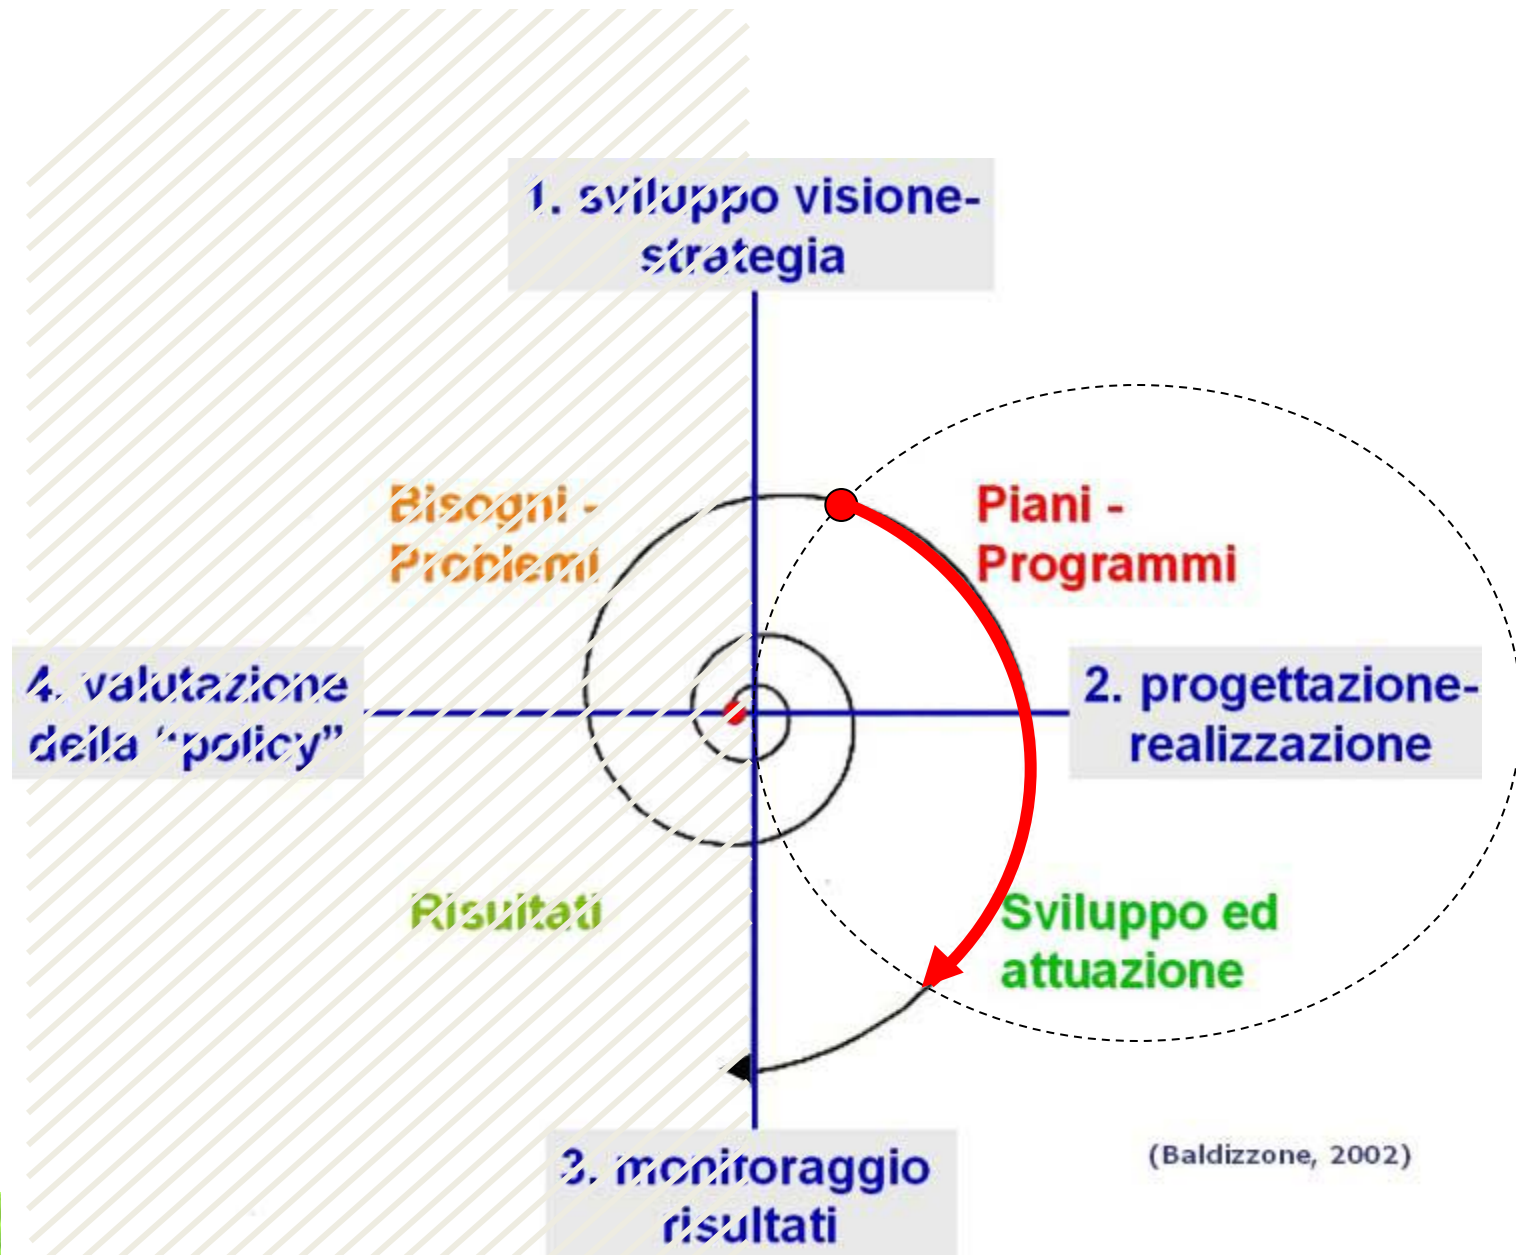 1. sviluppo visione-
strategia
Bisogni -
Problemi
Piani -
Programmi
4. valutazione
della “policy”
2. progettazione-
realizzazione
Risultati
Sviluppo ed
attuazione
(Baldizzone, 2002)
3. monitoraggio
risultati